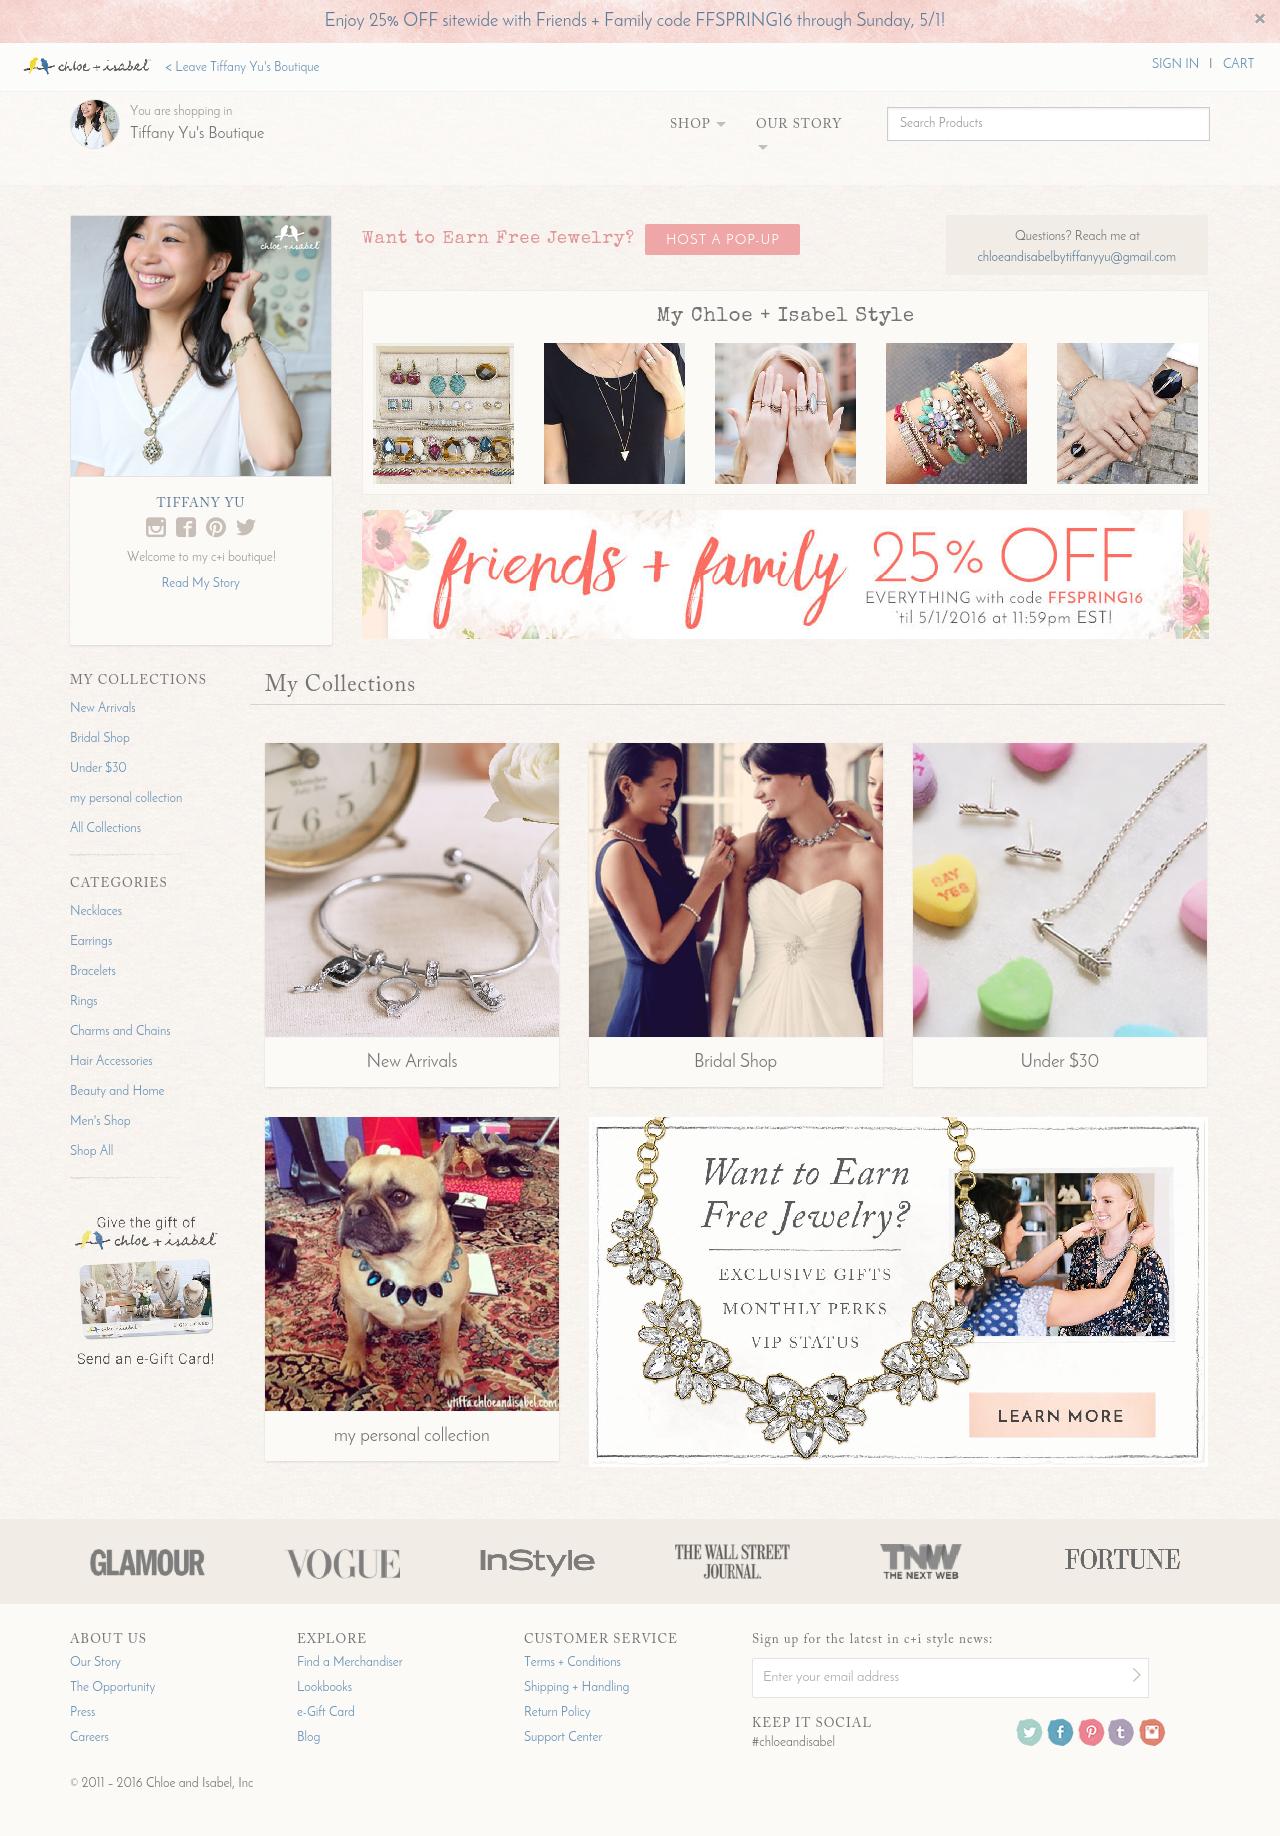 Enjoy 25% OFF sitewide with Friends + Family code FFSPRING16 through Sunday, 5/1!
×
chloe + isabel
< Leave Tiffany Yu's Boutique
SIGN IN | CART
You are shopping in
Tiffany Yu's Boutique
SHOP
OUR STORY
Search Products
chloe + isabel
Want to Earn Free Jewelry?
HOST A POP-UP
Questions? Reach me at
chloeandisabelbytiffanyyu@gmail.com
My Chloe + Isabel Style
TIFFANY YU
Welcome to my c+i boutique!
Read My Story
friends + family
25% OFF
EVERYTHING with code FFSPRING16
'til 5/1/2016 at 11:59pm EST!
MY COLLECTIONS
New Arrivals
Bridal Shop
Under $30
my personal collection
All Collections
CATEGORIES
Necklaces
Earrings
Bracelets
Rings
Charms and Chains
Hair Accessories
Beauty and Home
Men's Shop
Shop All
Give the gift of
chloe + isabel
Send an e-Gift Card!
My Collections
SAY
YES
New Arrivals
Bridal Shop
Under $30
ytiffa.chloeandisabel.com
my personal collection
Want to Earn
Free Jewelry?
EXCLUSIVE GIFTS
MONTHLY PERKS
VIP STATUS
LEARN MORE
GLAMOUR
VOGUE
InStyle
THE WALL STREET
JOURNAL.
TNW
THE NEXT WEB
FORTUNE
ABOUT US
Our Story
The Opportunity
Press
Careers
EXPLORE
Find a Merchandiser
Lookbooks
e-Gift Card
Blog
CUSTOMER SERVICE
Terms + Conditions
Shipping + Handling
Return Policy
Support Center
Sign up for the latest in c+i style news:
Enter your email address
KEEP IT SOCIAL
#chloeandisabel
© 2011 – 2016 Chloe and Isabel, Inc